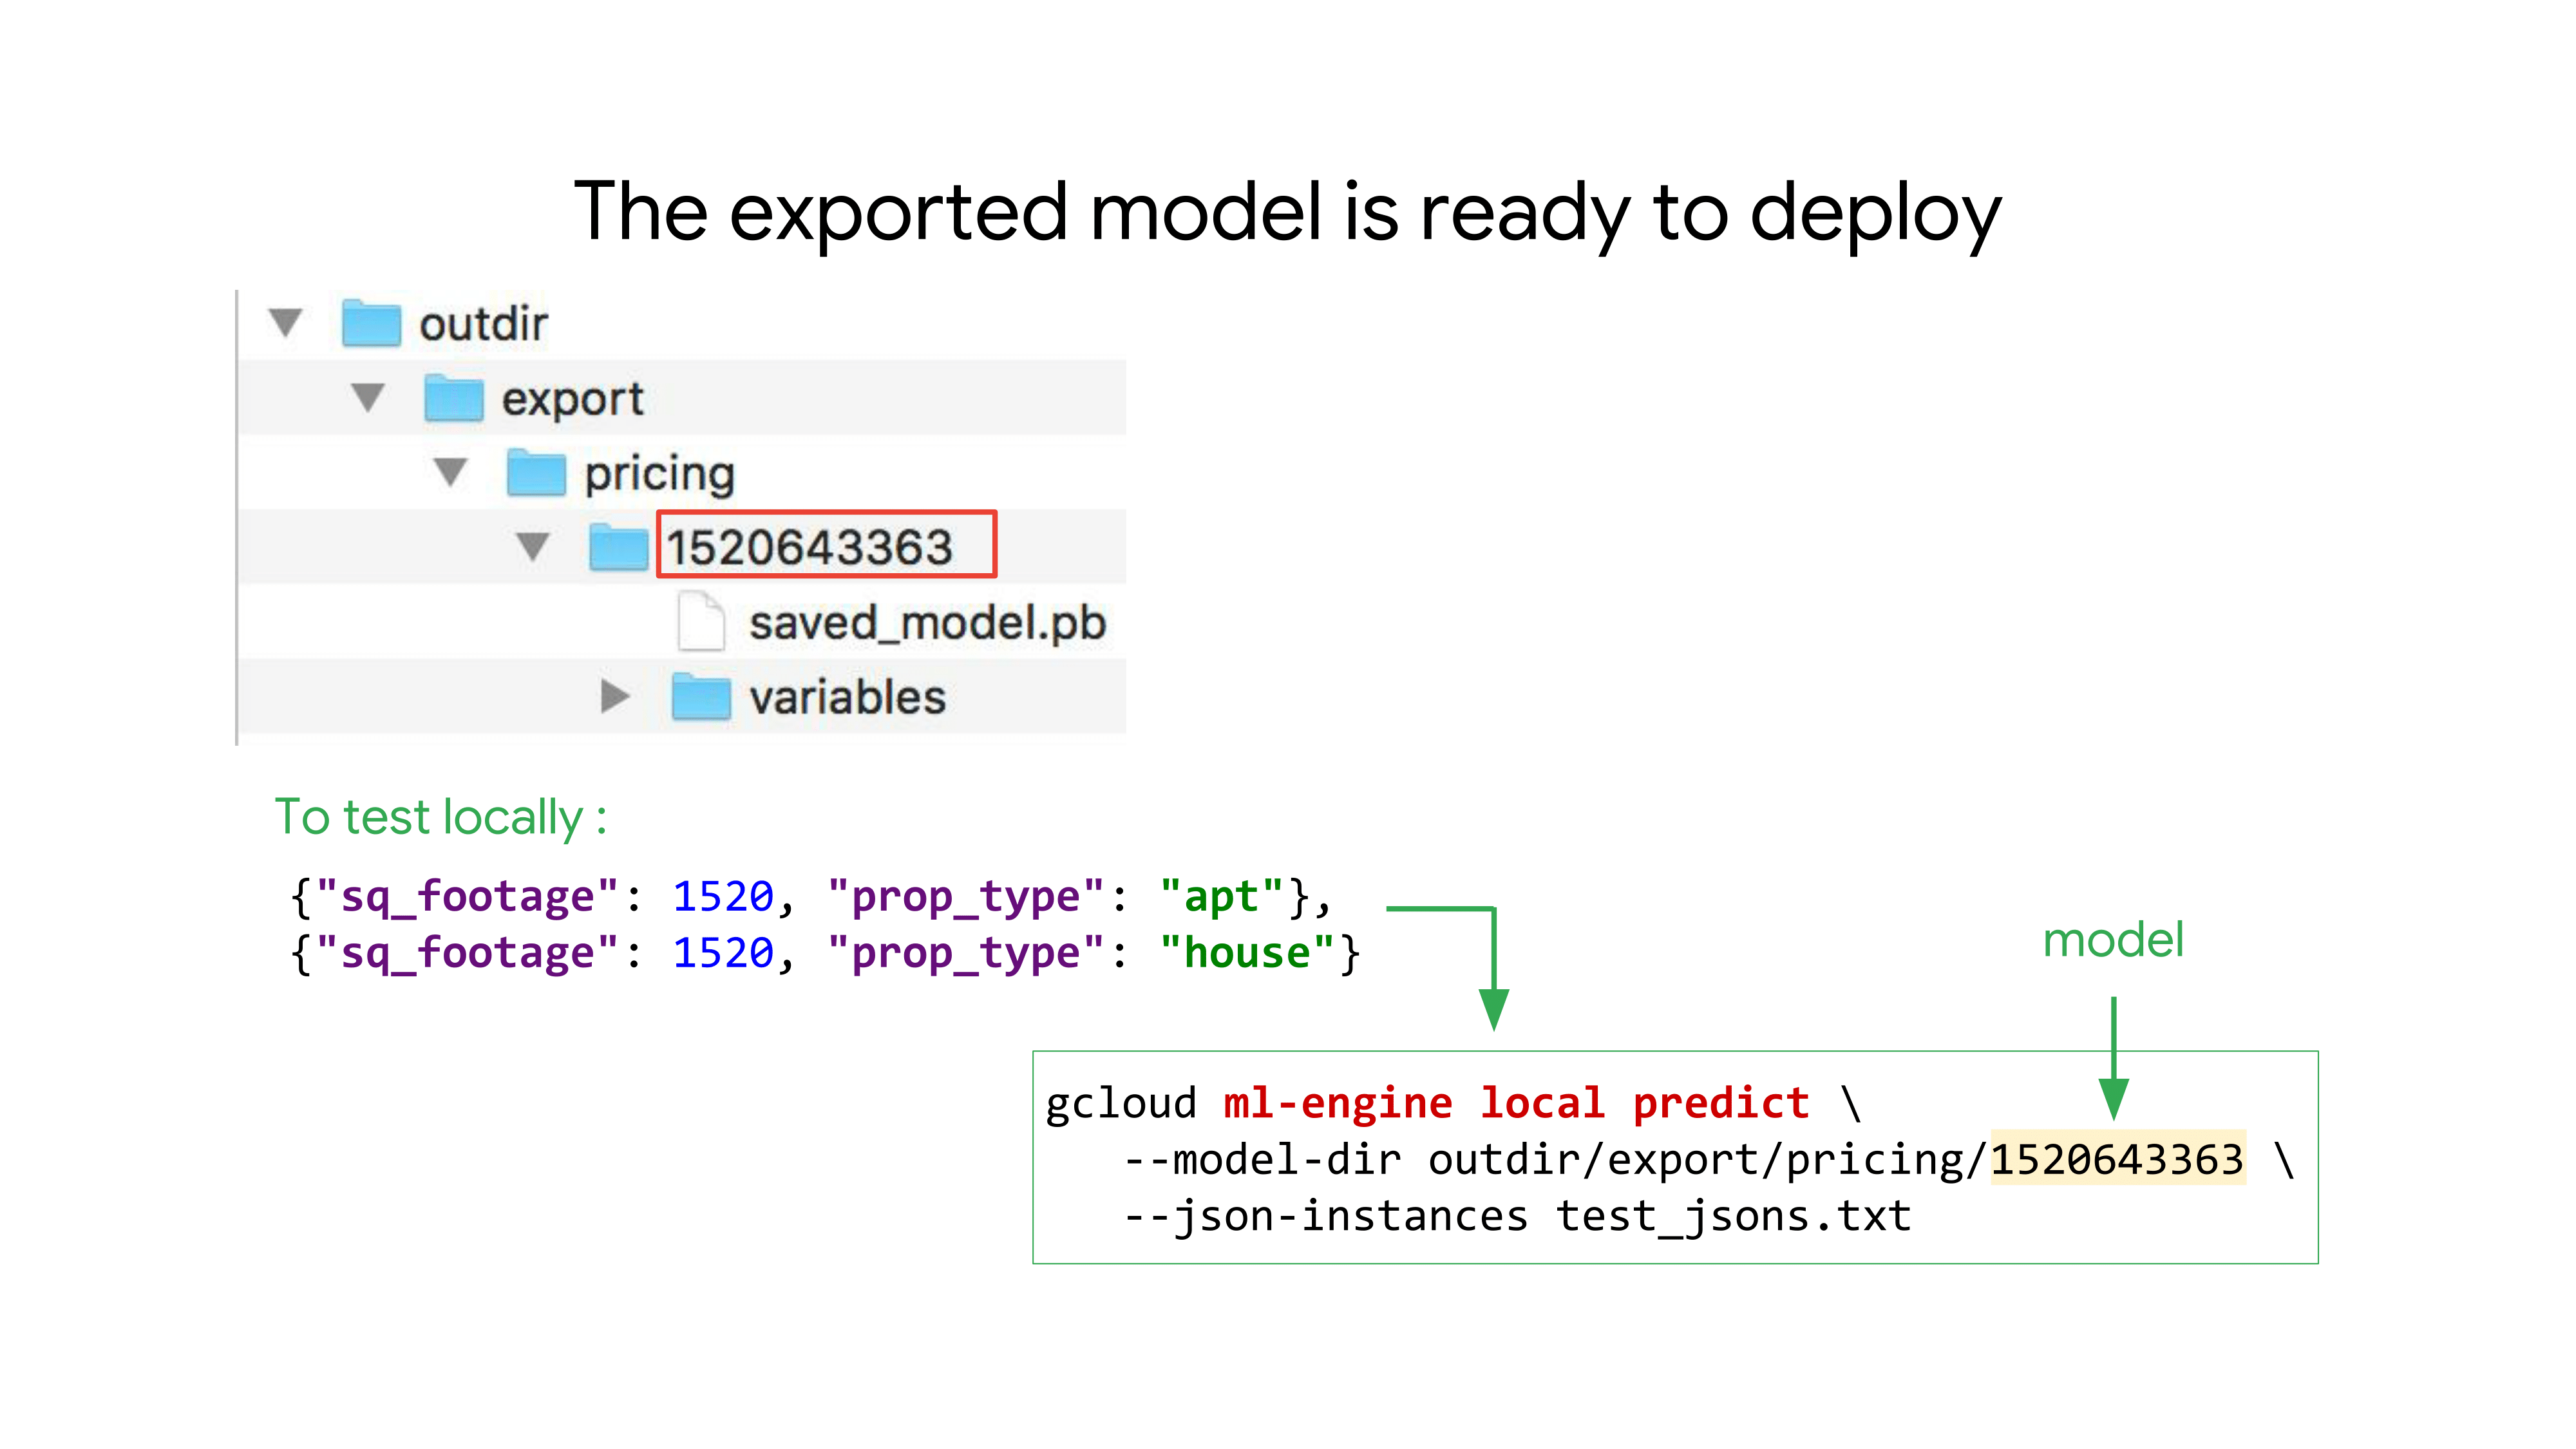 The exported model is ready to deploy
outdir
export
pricing
1520643363
saved_model.pb
variables
To test locally :
{"sq_footage": 1520, "prop_type": "apt"},
{"sq_footage": 1520, "prop_type": "house"}
model
gcloud ml-engine local predict \
--model-dir outdir/export/pricing/1520643363 \
--json-instances test_jsons.txt